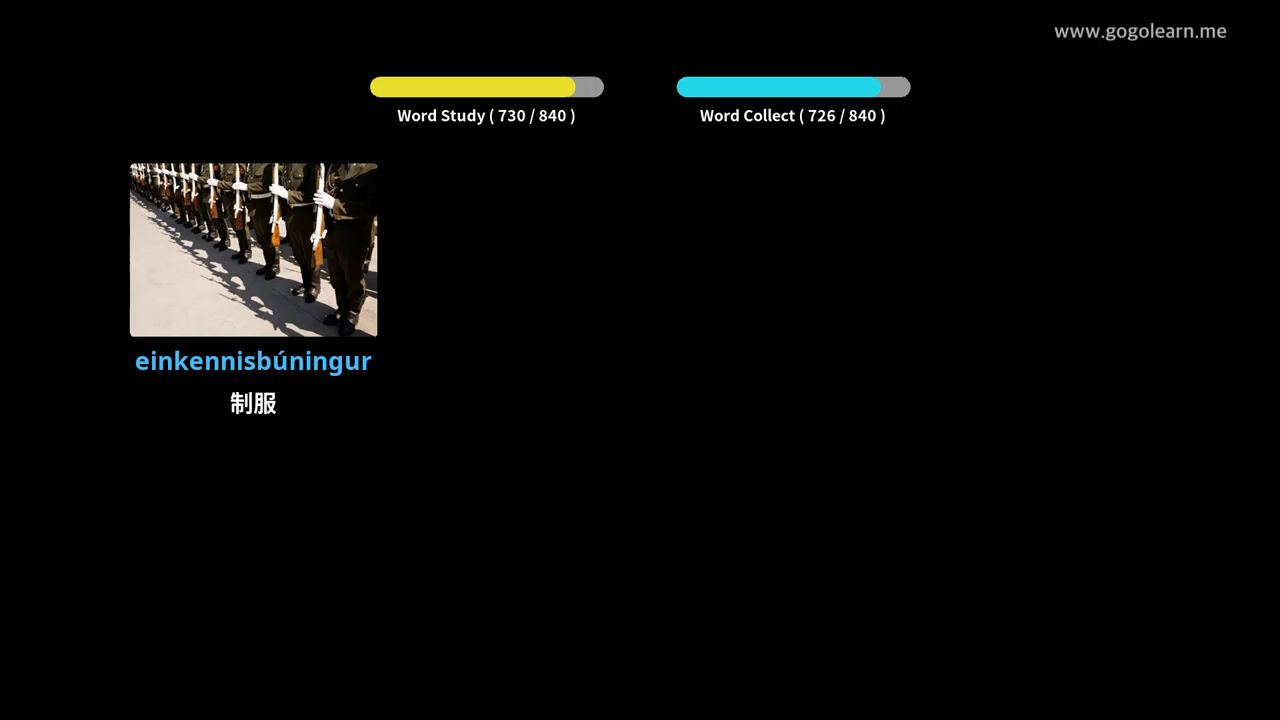 www.gogolearn.me
Word Study ( 730 / 840 )
Word Collect ( 726 / 840 )
einkennisbúningur
制服